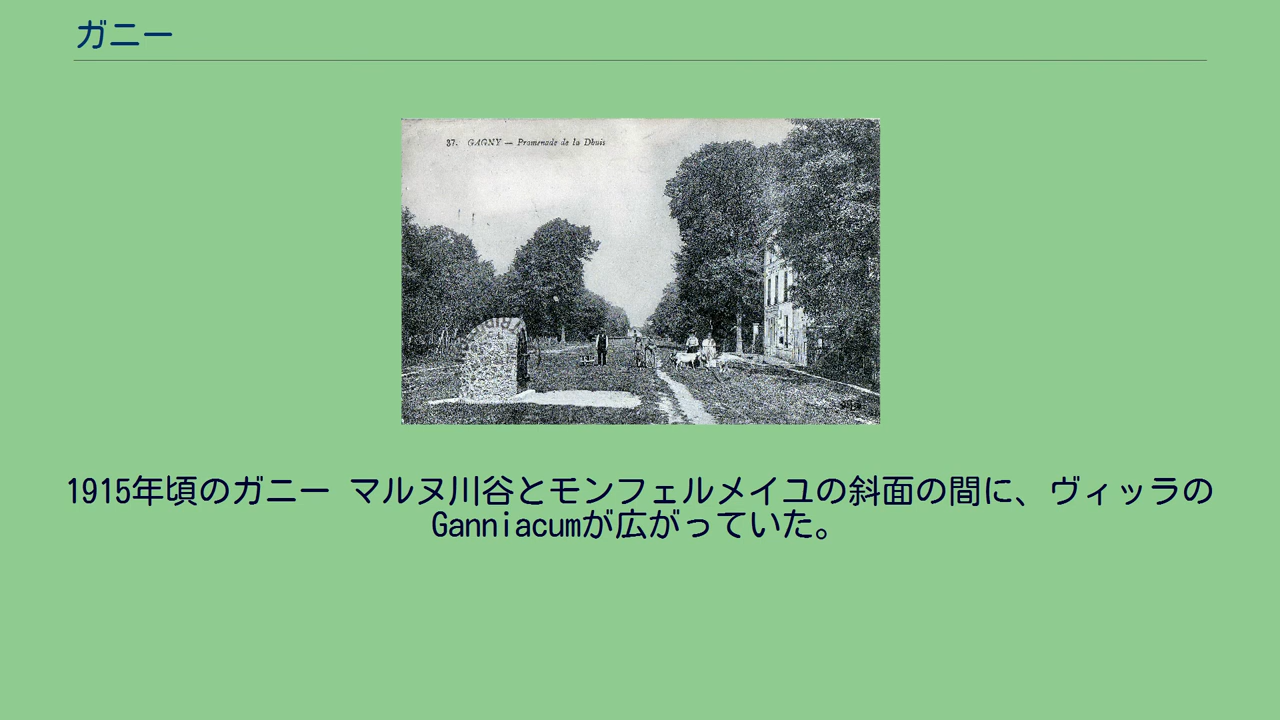 ガニー
37. GAGNY — Promenade de la Dhuis
1915年頃のガニー マルヌ川谷とモンフェルメイユの斜面の間に、ヴィッラの
Ganniacumが広がっていた。